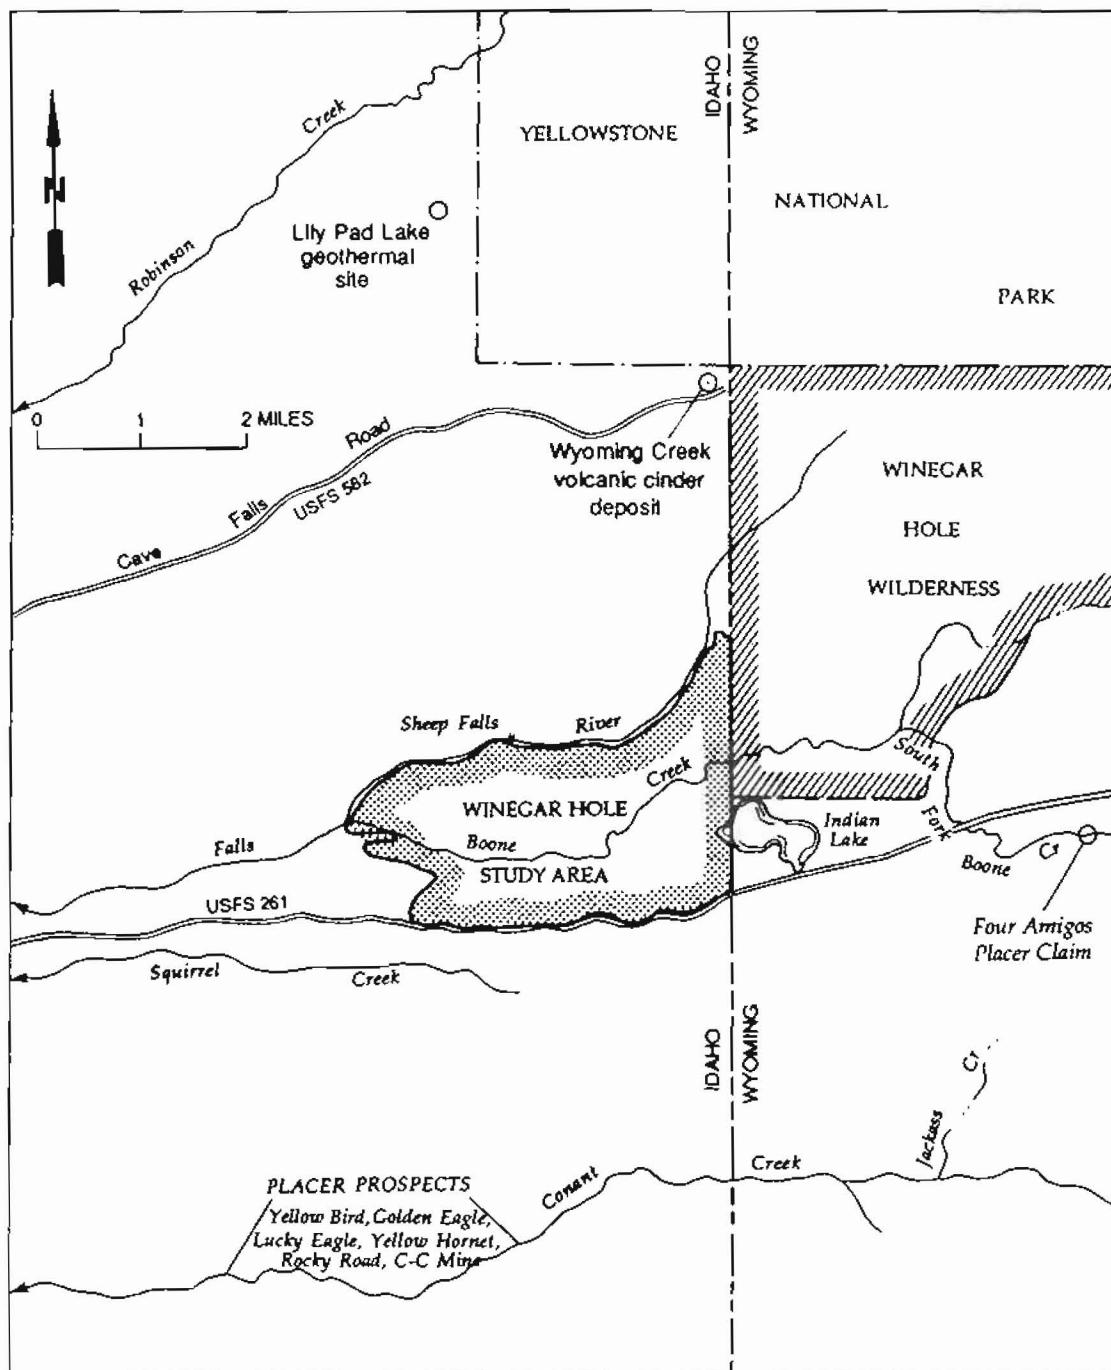 IDAHO
WYOMING
YELLOWSTONE
NATIONAL
PARK
N
Robinson Creek
Lily Pad Lake
geothermal
site
0 1 2 MILES
Cave Falls Road
USFS 582
Wyoming Creek
volcanic cinder
deposit
WINEGAR
HOLE
WILDERNESS
Sheep Falls
Falls River
WINEGAR HOLE
STUDY AREA
Boone Creek
South Fork
Indian
Lake
Boone Cr
USFS 261
Four Amigos
Placer Claim
Squirrel Creek
IDAHO
WYOMING
Jackass Cr
Conant Creek
PLACER PROSPECTS
Yellow Bird, Golden Eagle,
Lucky Eagle, Yellow Hornet,
Rocky Road, C-C Mine